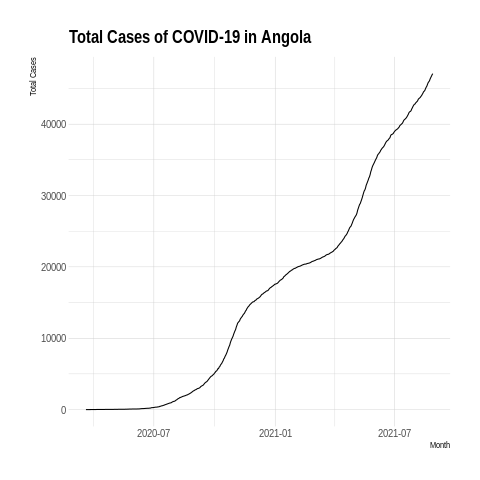 Total Cases of COVID-19 in Angola
Total Cases
40000
30000
20000
10000
0
2020-07
2021-01
2021-07
Month